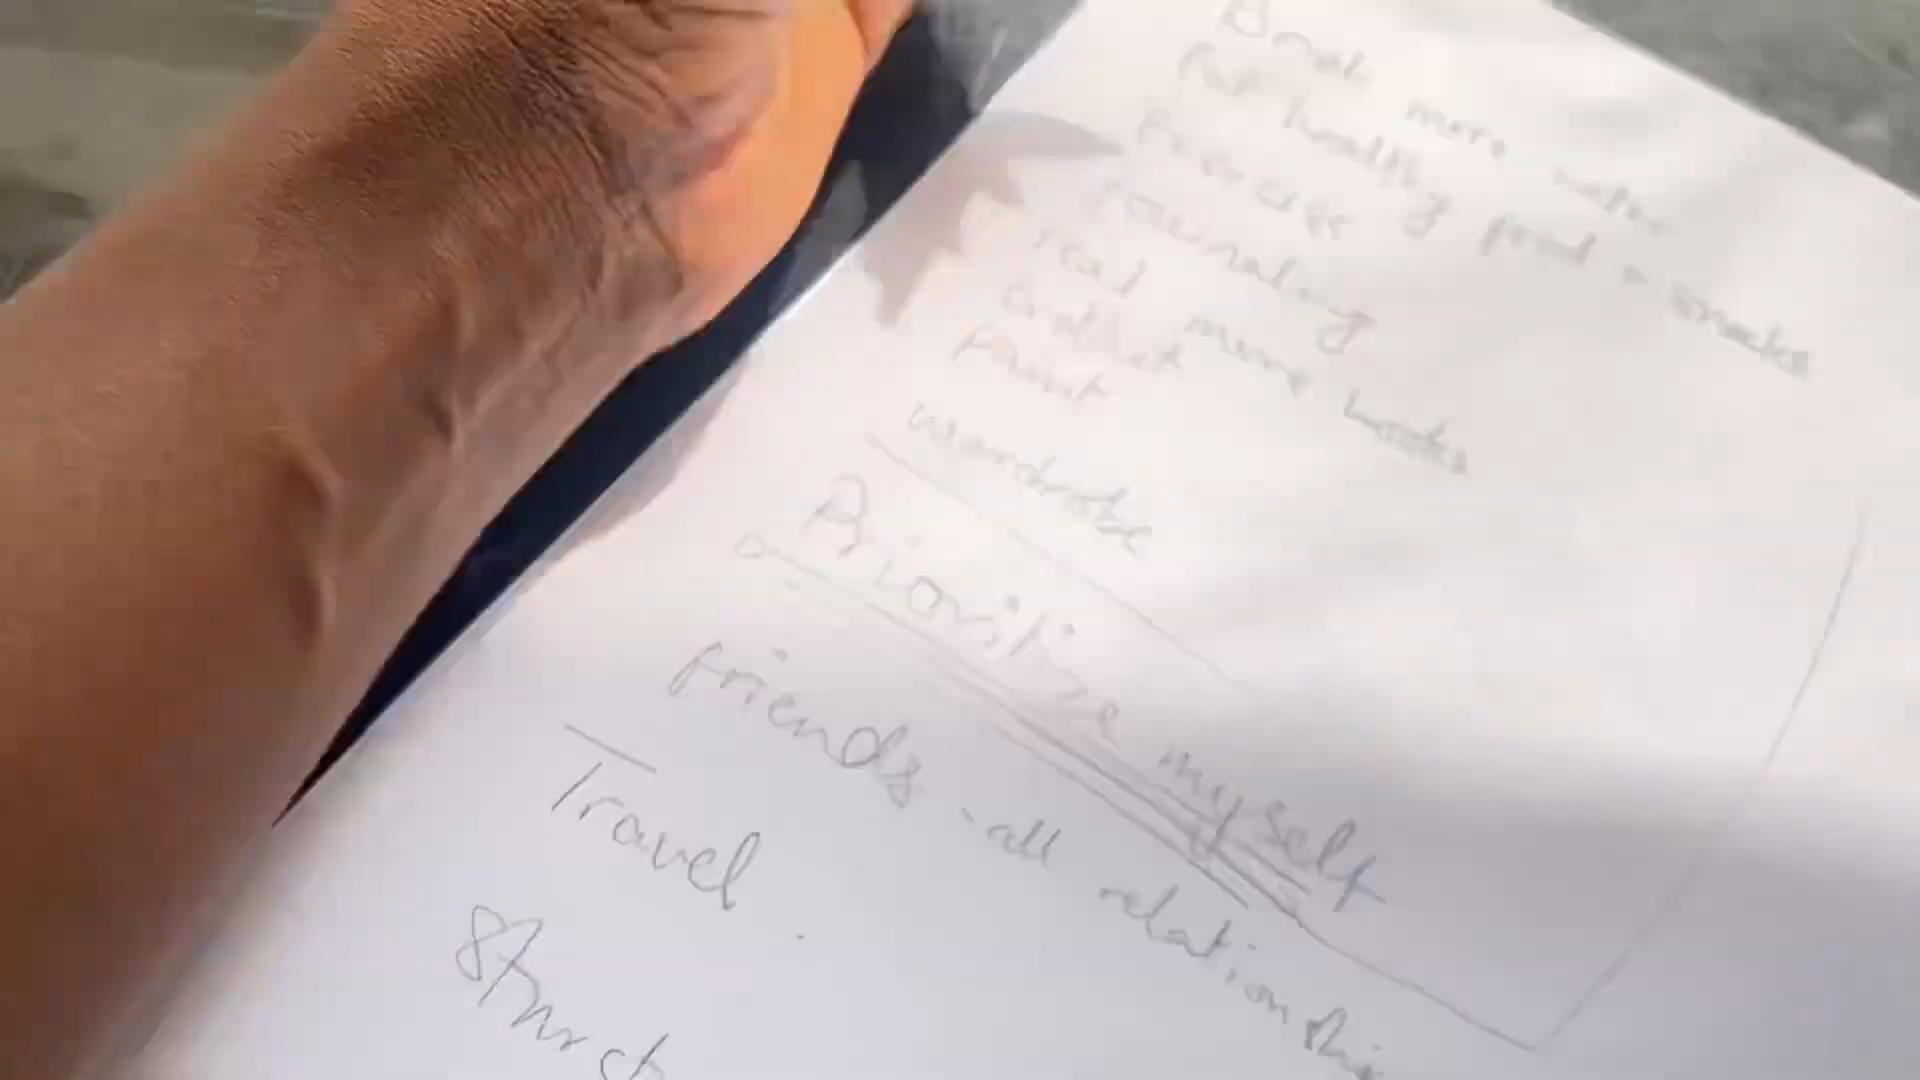 Drink more water
Eat healthy food & snacks
exercise
journaling
read more books
crochet
paint
wardrobe
Prioritize myself
friends - all relationship
Travel